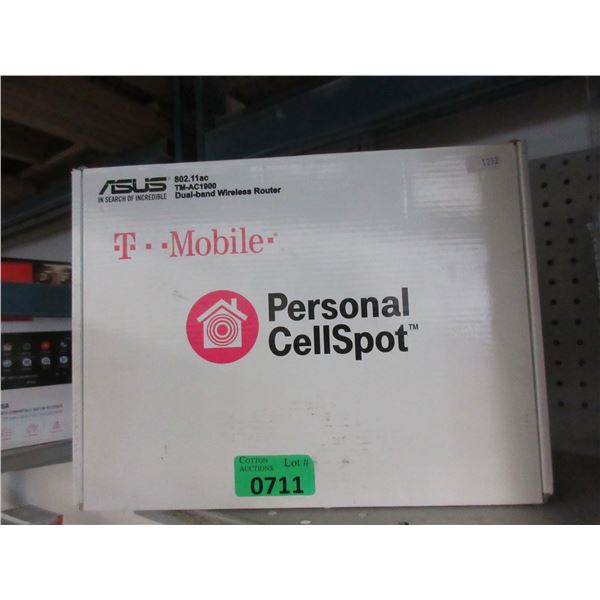 ASUS
IN SEARCH OF INCREDIBLE
802.11ac
TM-AC1900
Dual-band Wireless Router
1232
T··Mobile·
Personal
CellSpot™
COTTON
AUCTIONS
Lot #
0711